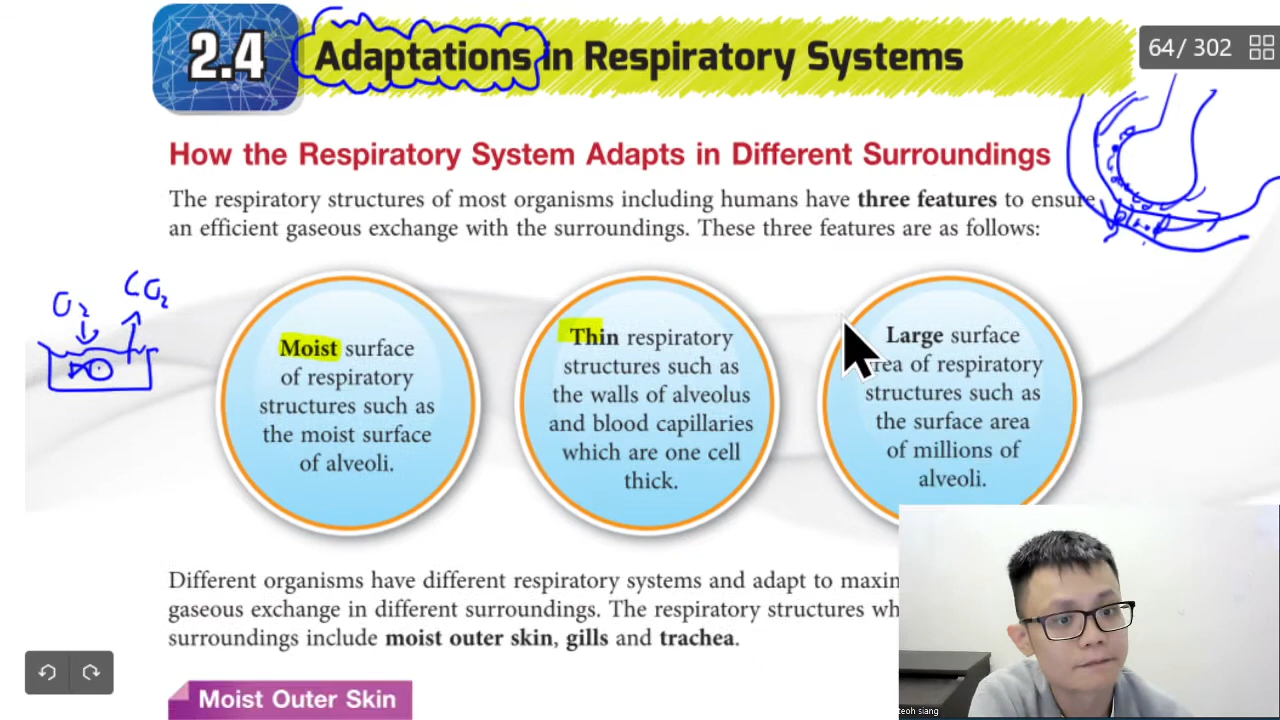 2.4 Adaptations in Respiratory Systems
64/ 302
How the Respiratory System Adapts in Different Surroundings
The respiratory structures of most organisms including humans have three features to ensure
an efficient gaseous exchange with the surroundings. These three features are as follows:
blood
O2
CO2
Moist surface
of respiratory
structures such as
the moist surface
of alveoli.
Thin respiratory
structures such as
the walls of alveolus
and blood capillaries
which are one cell
thick.
Large surface
rea of respiratory
structures such as
the surface area
of millions of
alveoli.
Different organisms have different respiratory systems and adapt to maxin
gaseous exchange in different surroundings. The respiratory structures wh
surroundings include moist outer skin, gills and trachea.
Moist Outer Skin
teoh siang